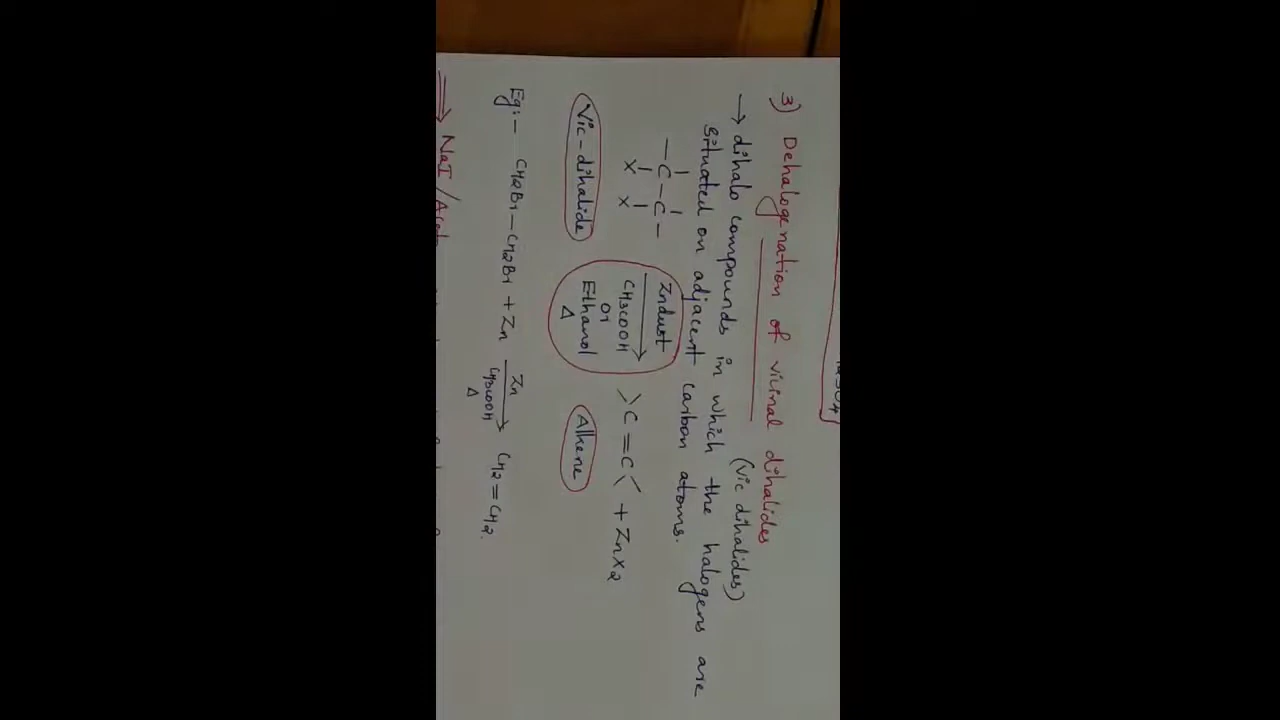 3) Dehalogenation of vicinal dihalides
(vic dihalides)
→ dihalo compounds in which the halogens are
situated on adjacent carbon atoms.
-C-C- Zn dust >C=C< + ZnX2
X X CH3COOH
or
Ethanol
Δ
Vic-dihalide Alkene
Eg:- CH2Br-CH2Br + Zn Zn CH2=CH2.
CH3COOH
Δ
⇒ NaI /